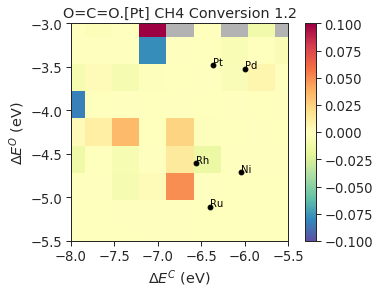 O=C=O.[Pt] CH4 Conversion 1.2
−3.0
−3.5
−4.0
−4.5
−5.0
−5.5
ΔE^O (eV)
Pt
Pd
Rh
Ni
Ru
−8.0 −7.5 −7.0 −6.5 −6.0 −5.5
ΔE^C (eV)
0.100
0.075
0.050
0.025
0.000
−0.025
−0.050
−0.075
−0.100